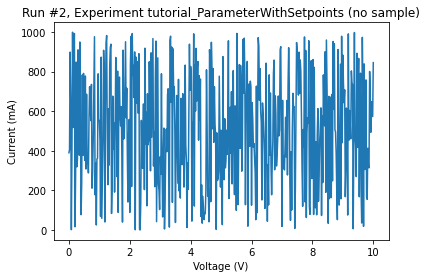 Run #2, Experiment tutorial_ParameterWithSetpoints (no sample)
1000
800
600
400
200
0
Current (mA)
0 2 4 6 8 10
Voltage (V)